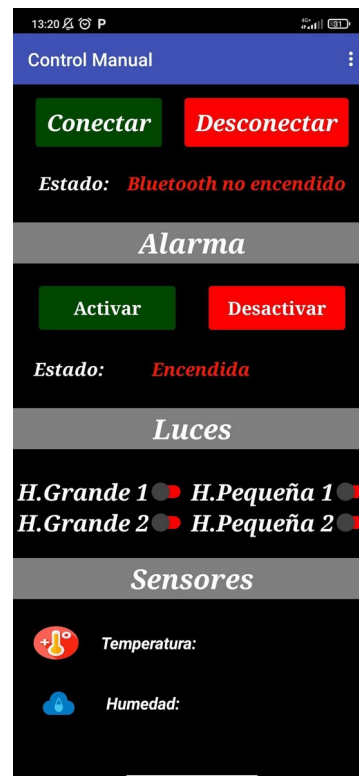 13:20 P 4G+ 31
Control Manual
Conectar Desconectar
Estado: Bluetooth no encendido
Alarma
Activar Desactivar
Estado: Encendida
Luces
H.Grande 1 H.Pequeña 1
H.Grande 2 H.Pequeña 2
Sensores
Temperatura:
Humedad: